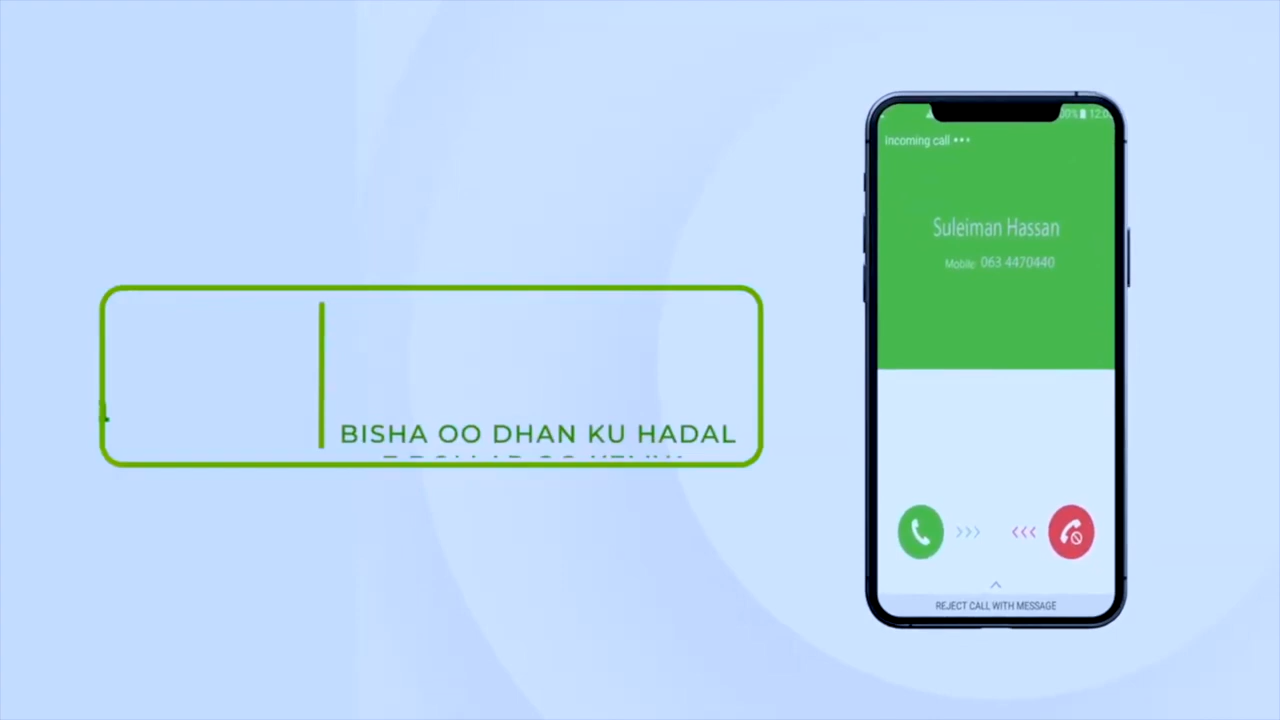 Incoming call •••
Suleiman Hassan
Mobile: 063 4470440
BISHA OO DHAN KU HADAL
REJECT CALL WITH MESSAGE